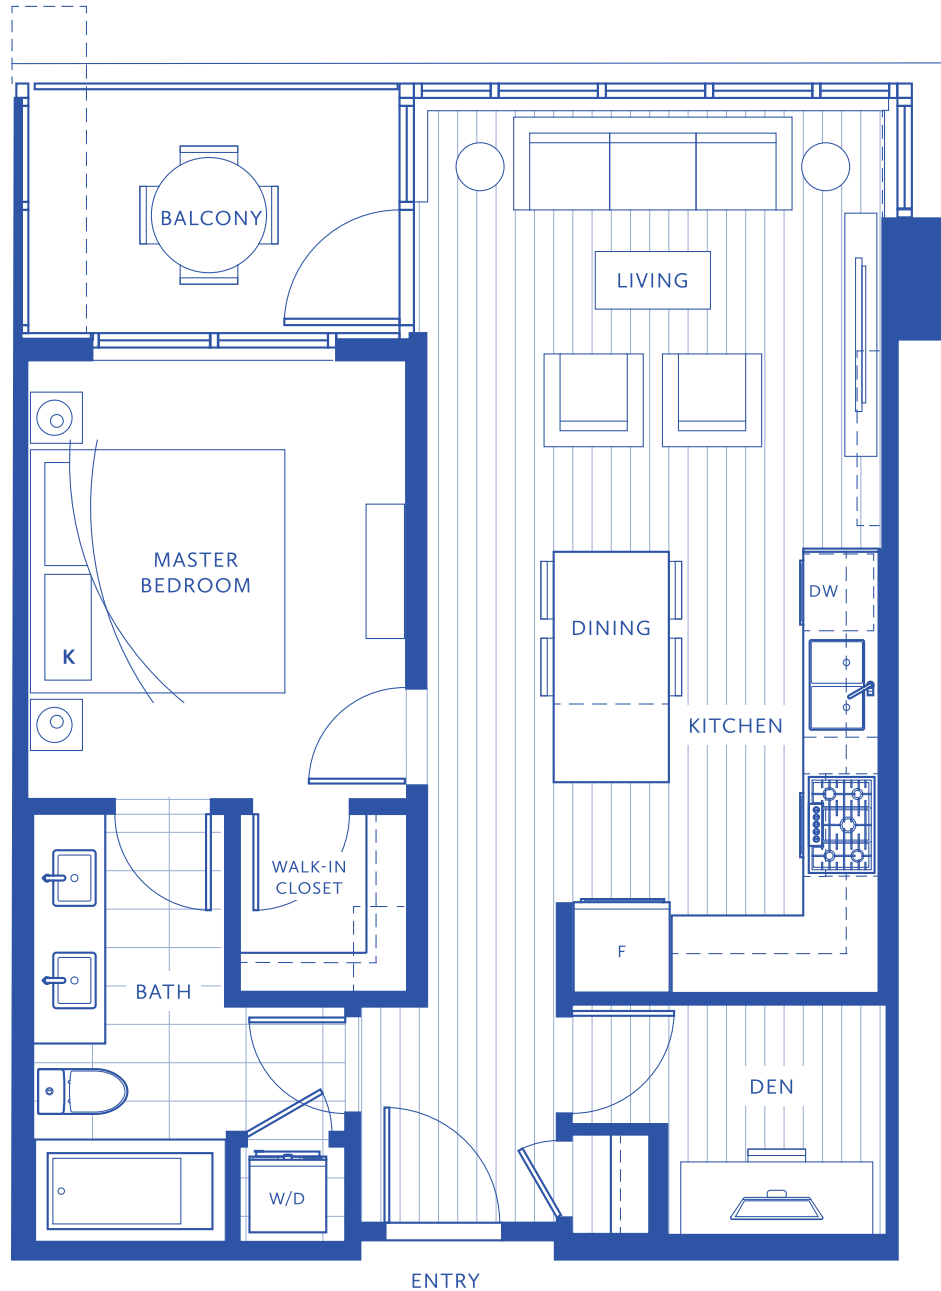 BALCONY
LIVING
MASTER
BEDROOM
K
DW
DINING
KITCHEN
WALK-IN
CLOSET
F
BATH
DEN
W/D
ENTRY